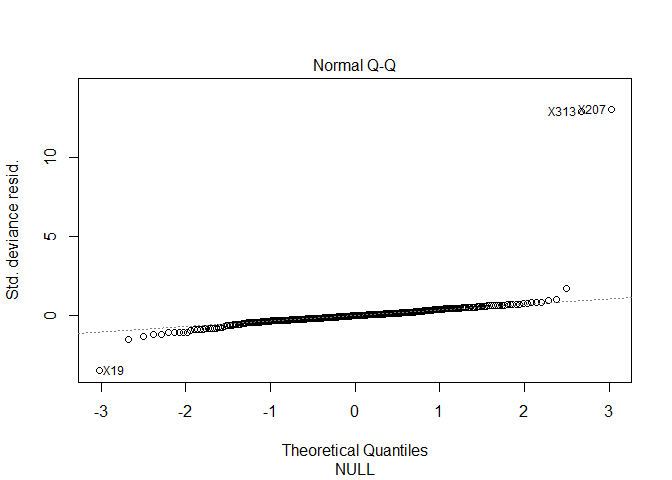 Normal Q-Q
Std. deviance resid.
10
5
0
X313
X207
X19
-3 -2 -1 0 1 2 3
Theoretical Quantiles
NULL